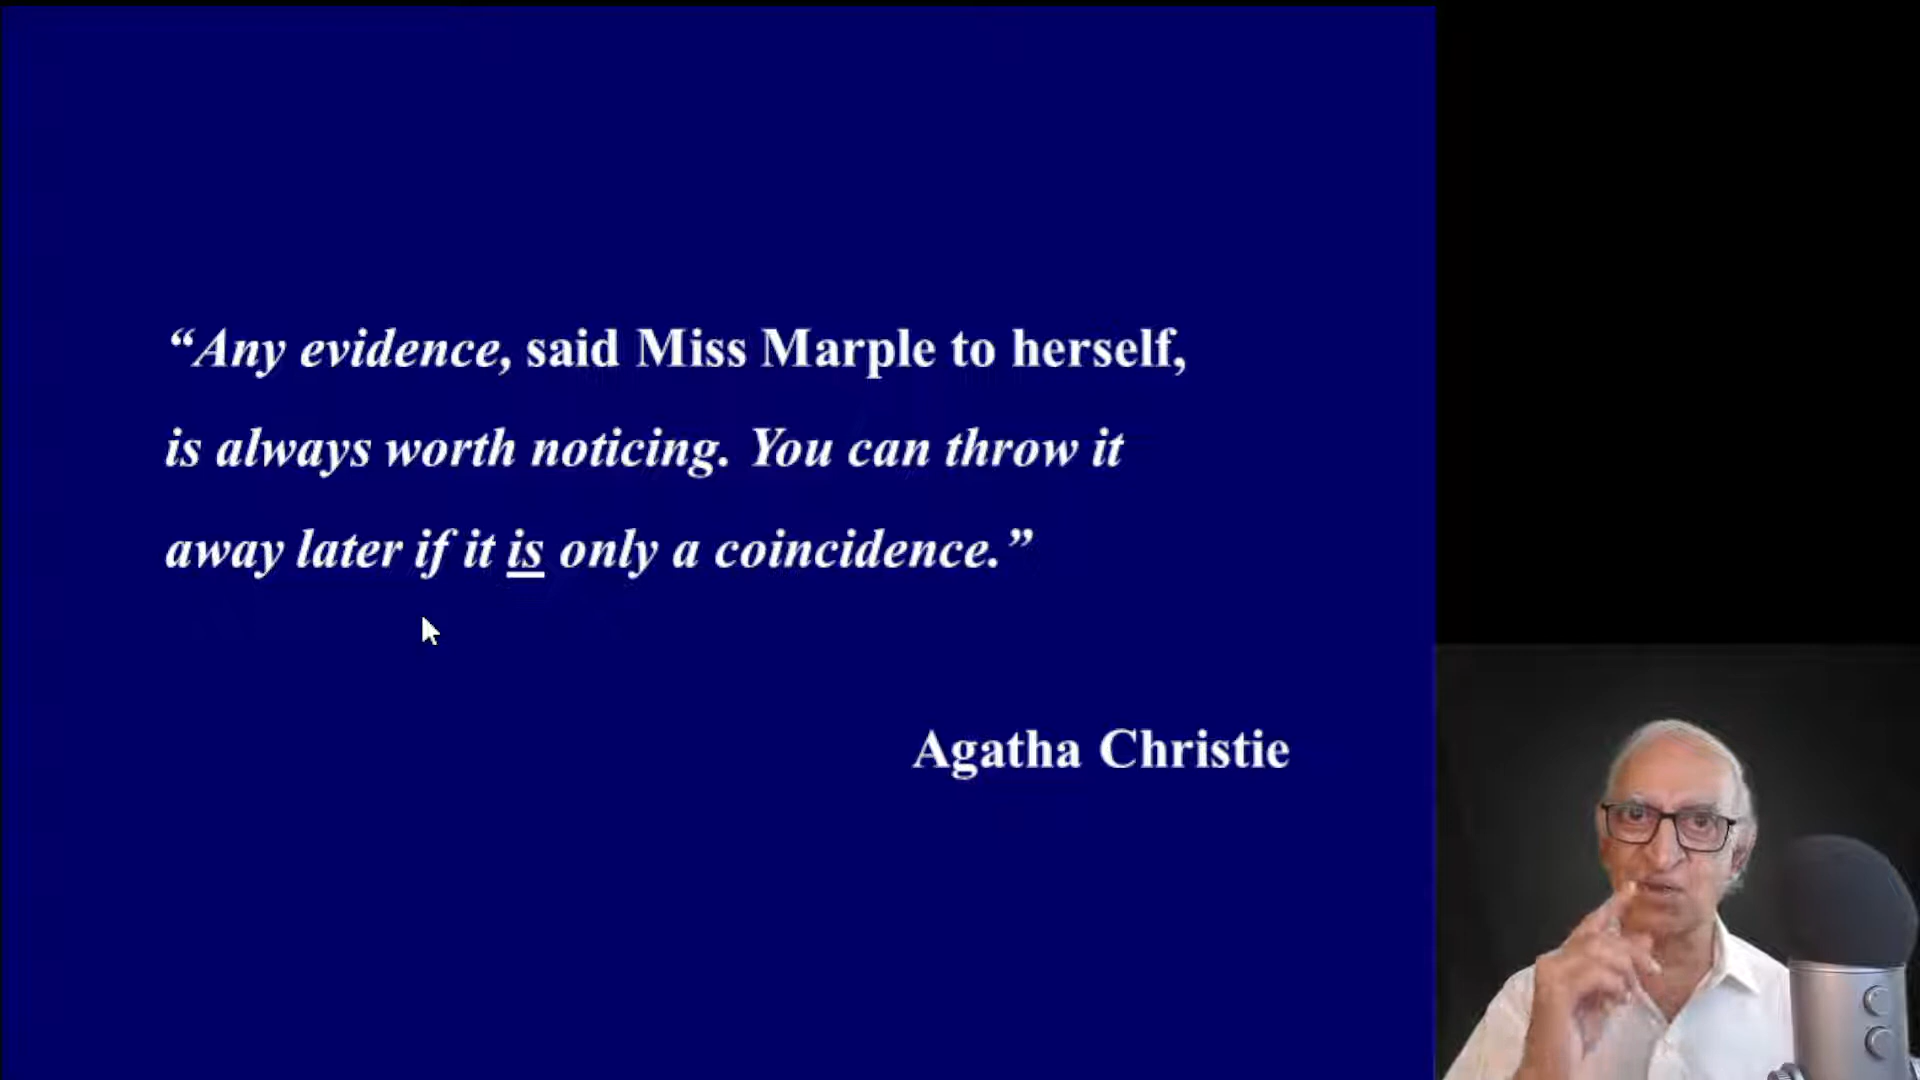 “Any evidence, said Miss Marple to herself,
is always worth noticing. You can throw it
away later if it is only a coincidence.”
Agatha Christie